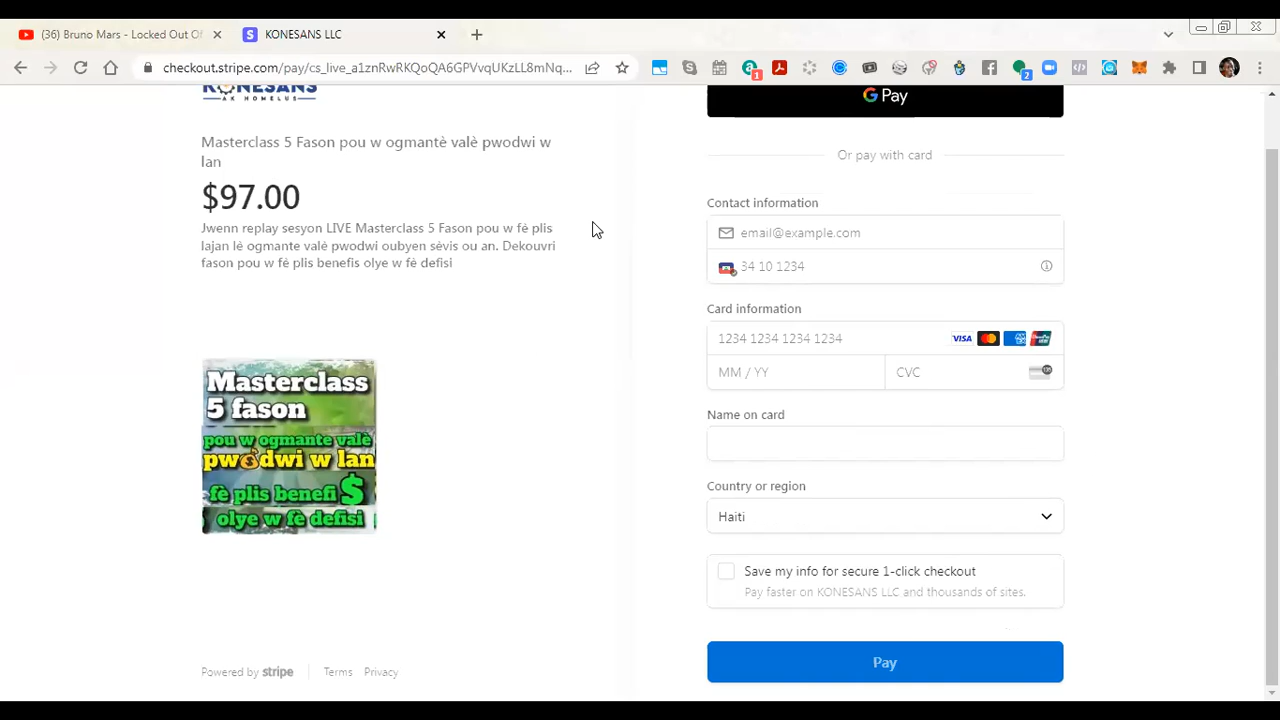 (36) Bruno Mars - Locked Out Of
KONESANS LLC
checkout.stripe.com/pay/cs_live_a1znRwRKQoQA6GPVvqUKzLL8mNq...
1
2
KONESANS
AK HOMELUS
Masterclass 5 Fason pou w ogmantè valè pwodwi w
lan
$97.00
Jwenn replay sesyon LIVE Masterclass 5 Fason pou w fè plis
lajan lè ogmante valè pwodwi oubyen sèvis ou an. Dekouvri
fason pou w fè plis benefis olye w fè defisi
Masterclass
5 fason
pou w ogmante valè
pwodwi w lan
fè plis benefi $
olye w fè defisi
Powered by stripe
Terms
Privacy
G Pay
Or pay with card
Contact information
email@example.com
34 10 1234
Card information
1234 1234 1234 1234
VISA
MM / YY
CVC
Name on card
Country or region
Haiti
Save my info for secure 1-click checkout
Pay faster on KONESANS LLC and thousands of sites.
Pay